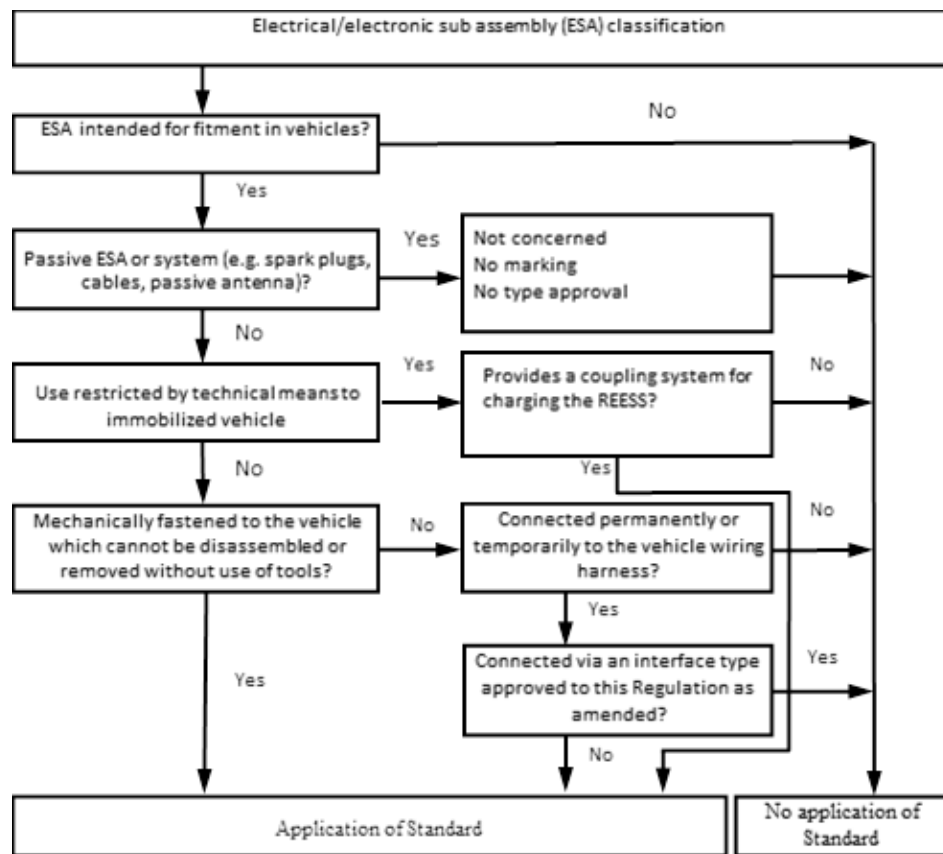 Electrical/electronic sub assembly (ESA) classification
No
ESA intended for fitment in vehicles?
Yes
Passive ESA or system (e.g. spark plugs,
cables, passive antenna)?
Yes
Not concerned
No marking
No type approval
No
Use restricted by technical means to
immobilized vehicle
Yes
Provides a coupling system for
charging the REESS?
No
No
Yes
Mechanically fastened to the vehicle
which cannot be disassembled or
removed without use of tools?
No
Connected permanently or
temporarily to the vehicle wiring
harness?
No
Yes
Yes
Connected via an interface type
approved to this Regulation as
amended?
Yes
No
Application of Standard
No application of
Standard